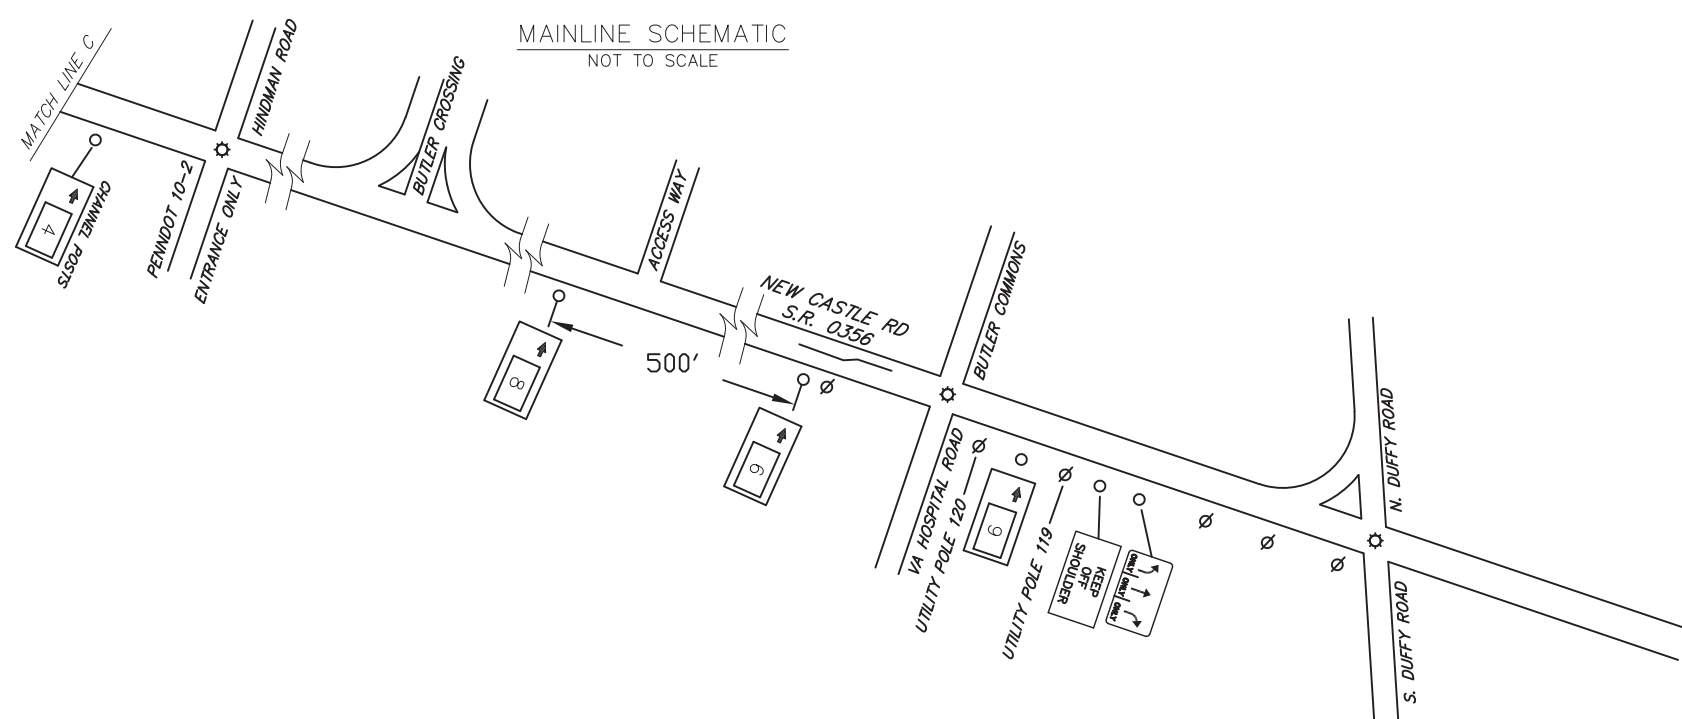 MAINLINE SCHEMATIC
NOT TO SCALE
MATCH LINE C
HINDMAN ROAD
BUTLER CROSSING
CHANNEL POSTS
4
PENNDOT 10-2
ENTRANCE ONLY
ACCESS WAY
NEW CASTLE RD
S.R. 0356
BUTLER COMMONS
8
500'
VA HOSPITAL ROAD
UTILITY POLE 120
UTILITY POLE 119
KEEP
OFF
SHOULDER
ONLY
ONLY
ONLY
N. DUFFY ROAD
S. DUFFY ROAD